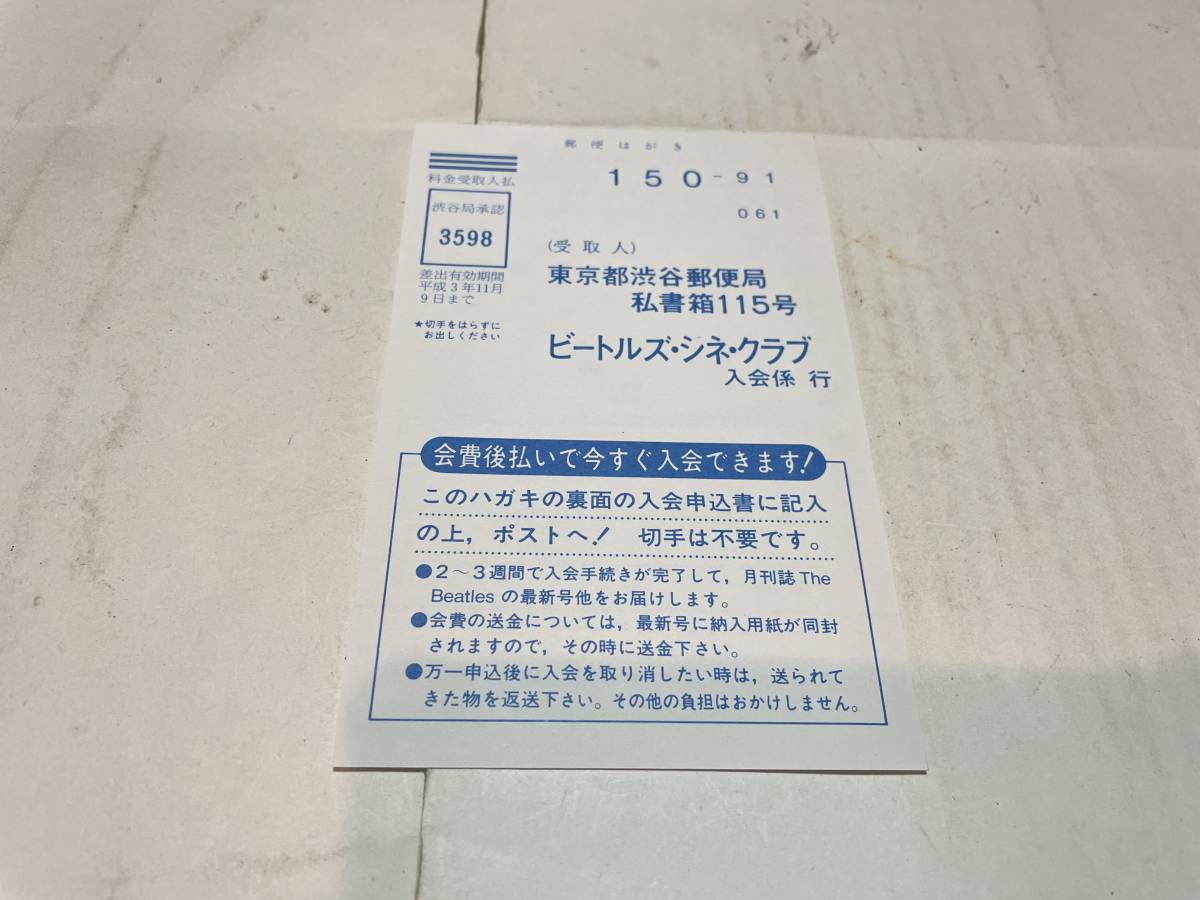 郵便はがき
150-91
061
料金受取人払
渋谷局承認
3598
差出有効期間
平成3年11月
9日まで
★切手をはらずに
お出しください
(受取人)
東京都渋谷郵便局
私書箱115号
ビートルズ・シネ・クラブ
入会係 行
会費後払いで今すぐ入会できます!
このハガキの裏面の入会申込書に記入
の上，ポストへ! 切手は不要です。
●2〜3週間で入会手続きが完了して，月刊誌The
Beatles の最新号他をお届けします。
●会費の送金については，最新号に納入用紙が同封
されますので，その時に送金下さい。
●万一申込後に入会を取り消したい時は，送られて
きた物を返送下さい。その他の負担はおかけしません。